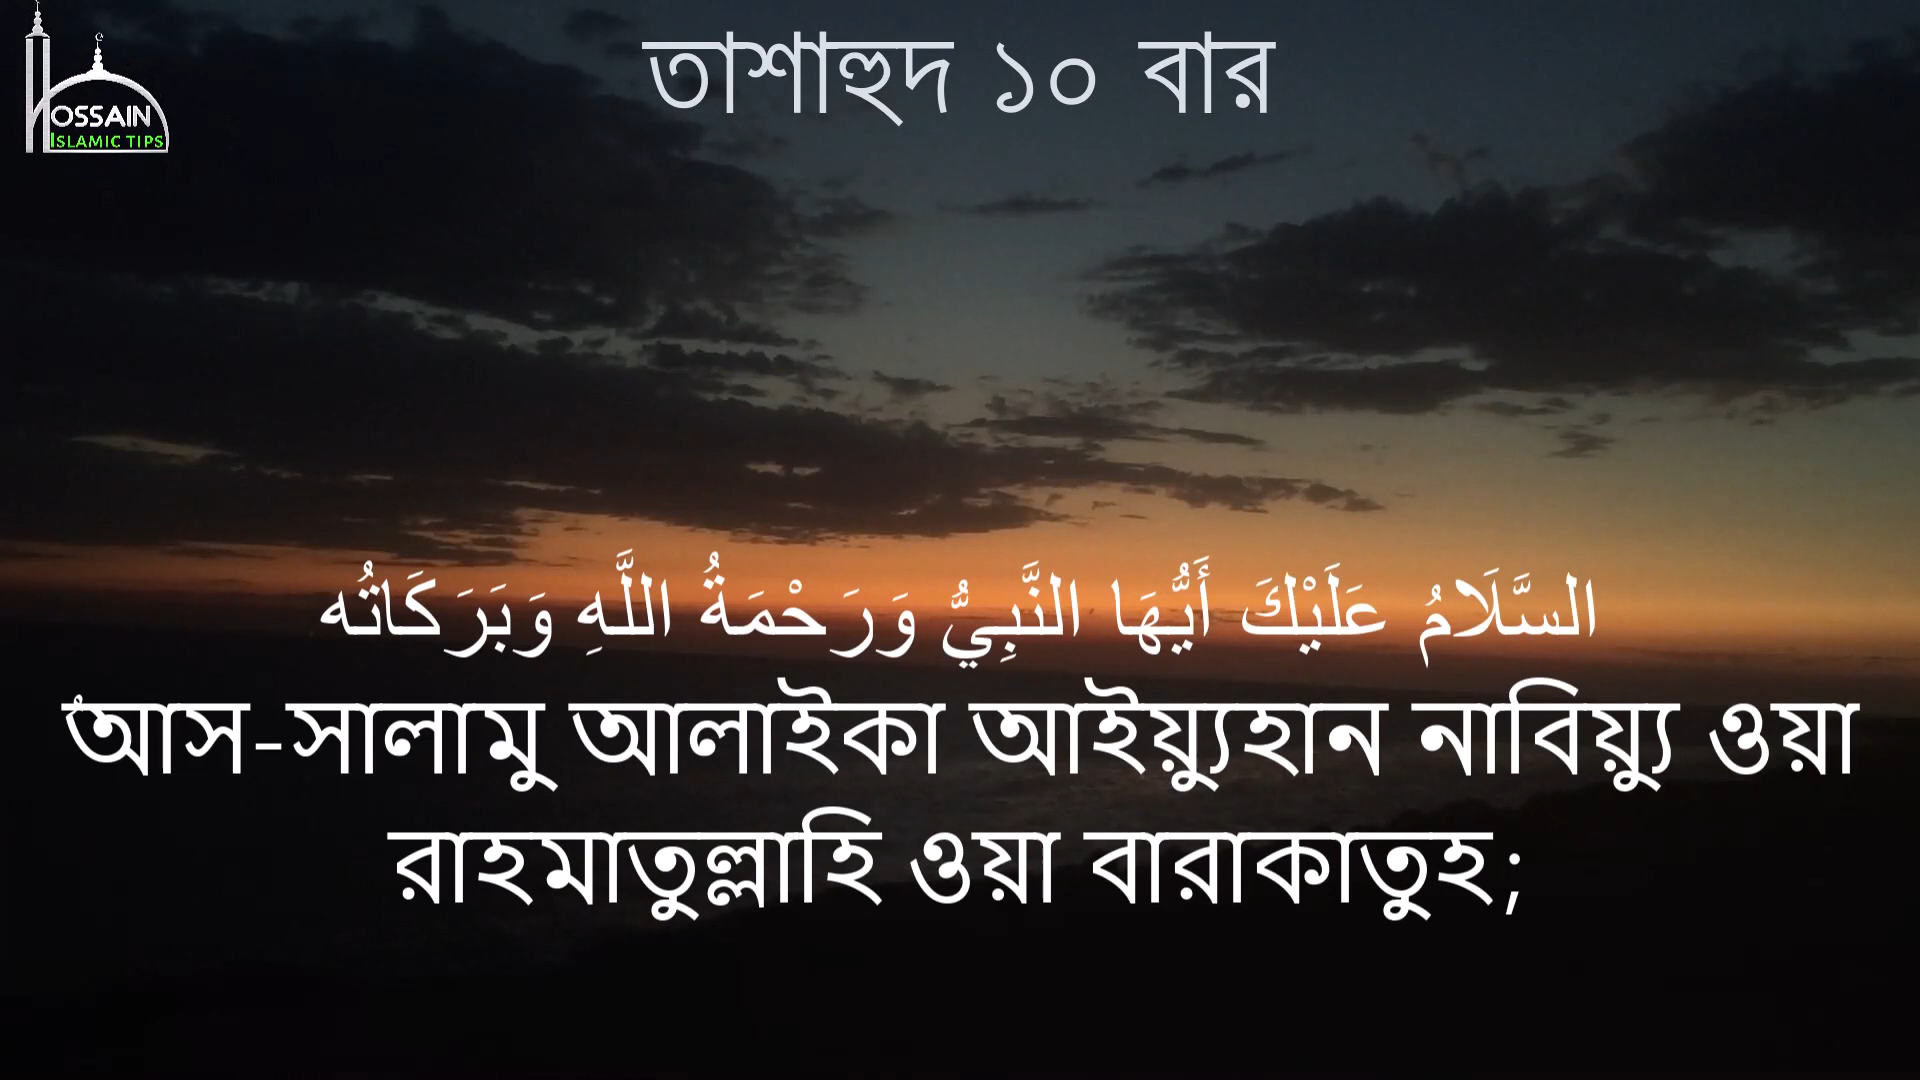 HOSSAIN
ISLAMIC TIPS
তাশাহুদ ১০ বার
السَّلَامُ عَلَيْكَ أَيُّهَا النَّبِيُّ وَرَحْمَةُ اللَّهِ وَبَرَكَاتُه
আস-সালামু আলাইকা আইয়্যুহান নাবিয়্যু ওয়া
রাহমাতুল্লাহি ওয়া বারাকাতুহ;